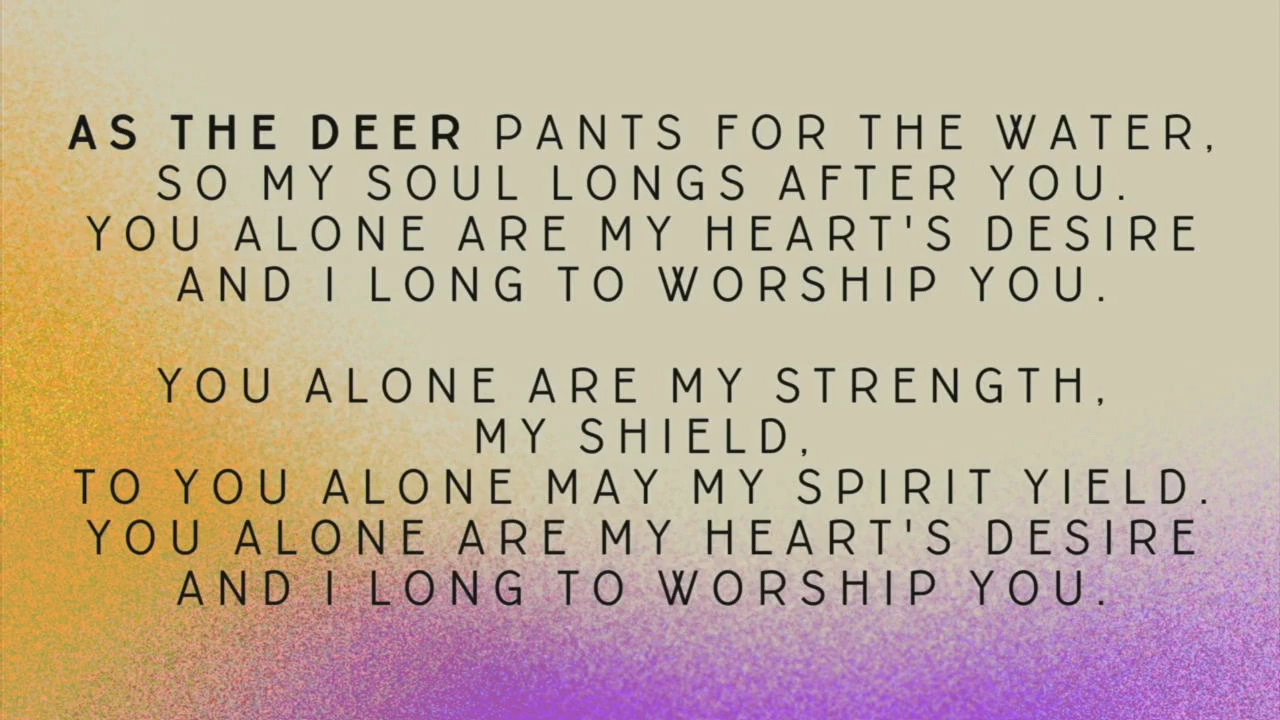 AS THE DEER PANTS FOR THE WATER,
SO MY SOUL LONGS AFTER YOU.
YOU ALONE ARE MY HEART'S DESIRE
AND I LONG TO WORSHIP YOU.
YOU ALONE ARE MY STRENGTH,
MY SHIELD,
TO YOU ALONE MAY MY SPIRIT YIELD.
YOU ALONE ARE MY HEART'S DESIRE
AND I LONG TO WORSHIP YOU.